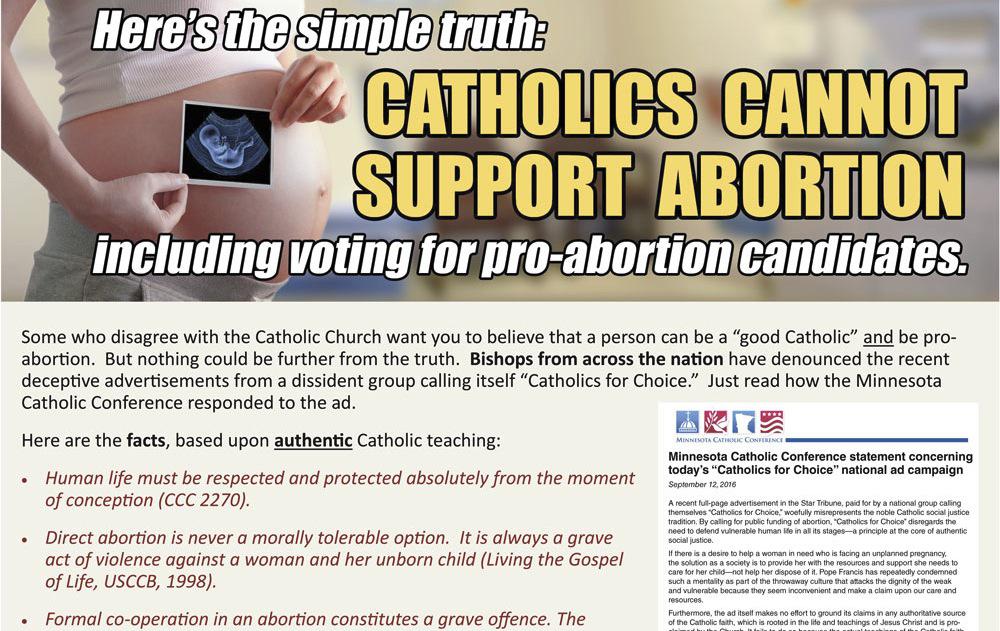 Here's the simple truth:
CATHOLICS CANNOT
SUPPORT ABORTION
including voting for pro-abortion candidates.
Some who disagree with the Catholic Church want you to believe that a person can be a “good Catholic” and be pro-
abortion. But nothing could be further from the truth. Bishops from across the nation have denounced the recent
deceptive advertisements from a dissident group calling itself “Catholics for Choice.” Just read how the Minnesota
Catholic Conference responded to the ad.
Here are the facts, based upon authentic Catholic teaching:
• Human life must be respected and protected absolutely from the moment
of conception (CCC 2270).
• Direct abortion is never a morally tolerable option. It is always a grave
act of violence against a woman and her unborn child (Living the Gospel
of Life, USCCB, 1998).
• Formal co-operation in an abortion constitutes a grave offence. The
MINNESOTA CATHOLIC CONFERENCE
Minnesota Catholic Conference statement concerning
today's “Catholics for Choice” national ad campaign
September 12, 2016
A recent full-page advertisement in the Star Tribune, paid for by a national group calling
themselves “Catholics for Choice,” woefully misrepresents the noble Catholic social justice
tradition. By calling for public funding of abortion, “Catholics for Choice” disregards the
need to defend vulnerable human life in all its stages—a principle at the core of authentic
social justice.
If there is a desire to help a woman in need who is facing an unplanned pregnancy,
the solution as a society is to provide her with the resources and support she needs to
care for her child—not help her dispose of it. Pope Francis has repeatedly condemned
such a mentality as part of the throwaway culture that attacks the dignity of the weak
and vulnerable because they seem inconvenient and make a claim upon our care and
resources.
Furthermore, the ad itself makes no effort to ground its claims in any authoritative source
of the Catholic faith, which is rooted in the life and teachings of Jesus Christ and is pro-